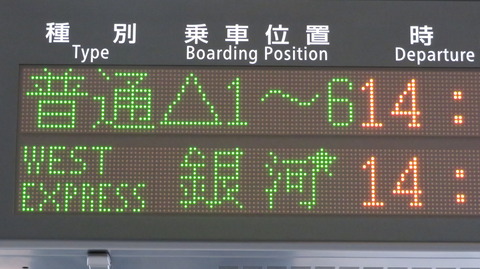 種別 乗車位置 時
Type Boarding Position Departure
普通 △1～6 14:
WEST 銀河★ 14:
EXPRESS